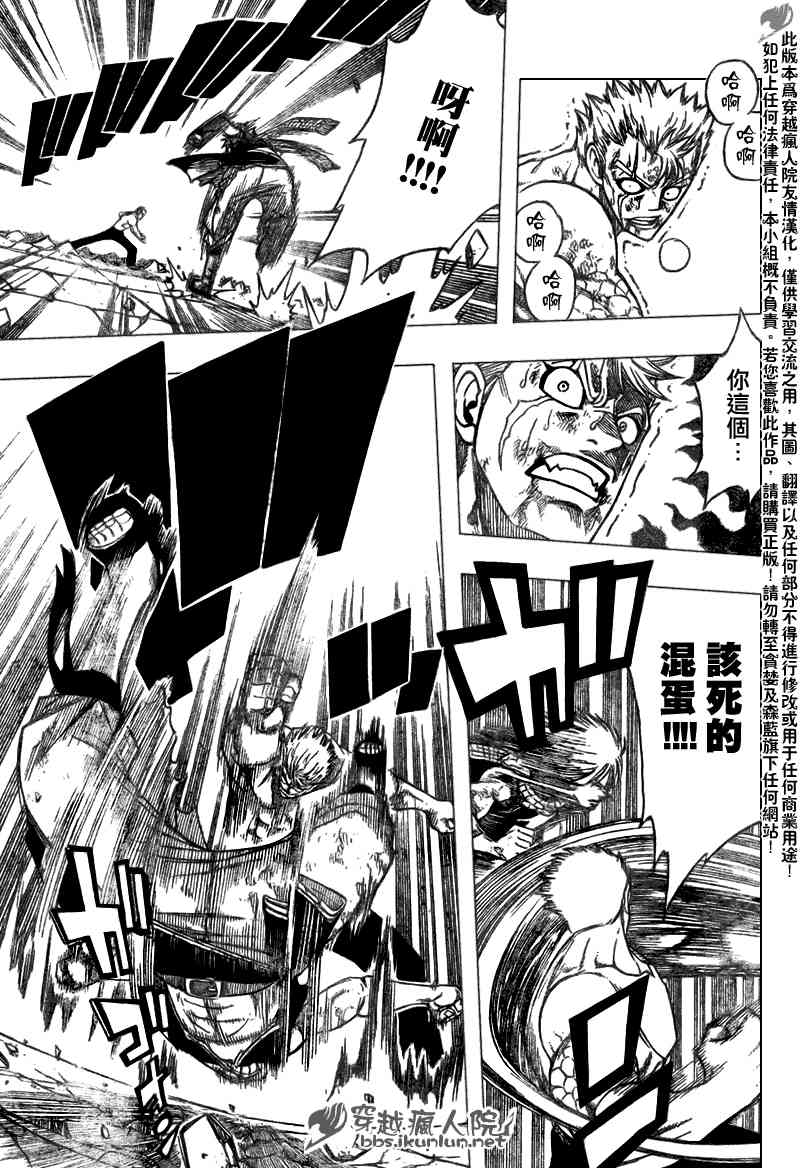 此版本爲穿越瘋人院友情漢化，僅供學習交流之用，其圖、翻譯以及任何部分不得進行修改或用于任何商業用途！
如犯上任何法律責任，本小組概不負責。若您喜歡此作品，請購買正版！請勿轉至貪婪及森藍旗下任何網站！
哈啊
哈啊
哈啊
哈啊
呀啊!!!!
你這個…
該死的
混蛋!!!!
ガ
穿越瘋人院
bbs.ikunlun.net